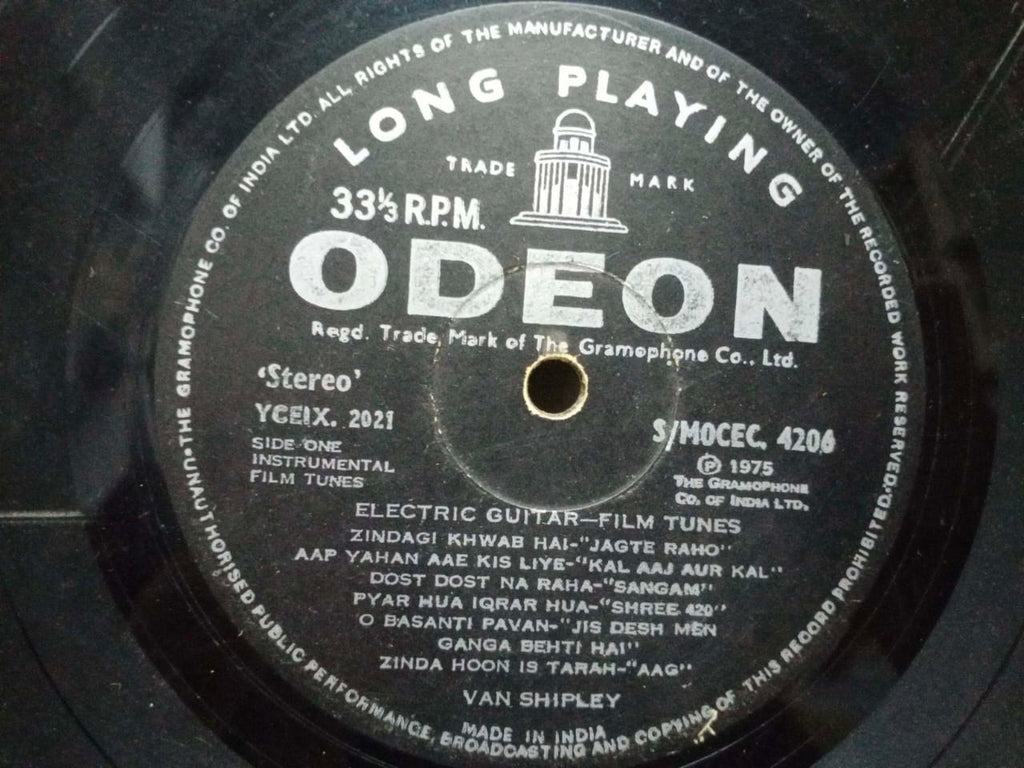 THE GRAMOPHONE CO. OF INDIA LTD. ALL RIGHTS OF THE MANUFACTURER AND OF THE OWNER OF THE RECORDED WORK RESERVED.
UNAUTHORISED PUBLIC PERFORMANCE, BROADCASTING AND COPYING OF THIS RECORD PROHIBITED
LONG PLAYING
TRADE MARK
33⅓ R.P.M.
ODEON
Regd. Trade Mark of The Gramophone Co., Ltd.
‘Stereo’
YCEIX. 2021
SIDE ONE
INSTRUMENTAL
FILM TUNES
S/MOCEC. 4206
Ⓟ 1975
THE GRAMOPHONE
CO. OF INDIA LTD.
ELECTRIC GUITAR—FILM TUNES
ZINDAGI KHWAB HAI-"JAGTE RAHO"
AAP YAHAN AAE KIS LIYE-"KAL AAJ AUR KAL"
DOST DOST NA RAHA-"SANGAM"
PYAR HUA IQRAR HUA-"SHREE 420"
O BASANTI PAVAN-"JIS DESH MEN
GANGA BEHTI HAI"
ZINDA HOON IS TARAH-"AAG"
VAN SHIPLEY
MADE IN INDIA